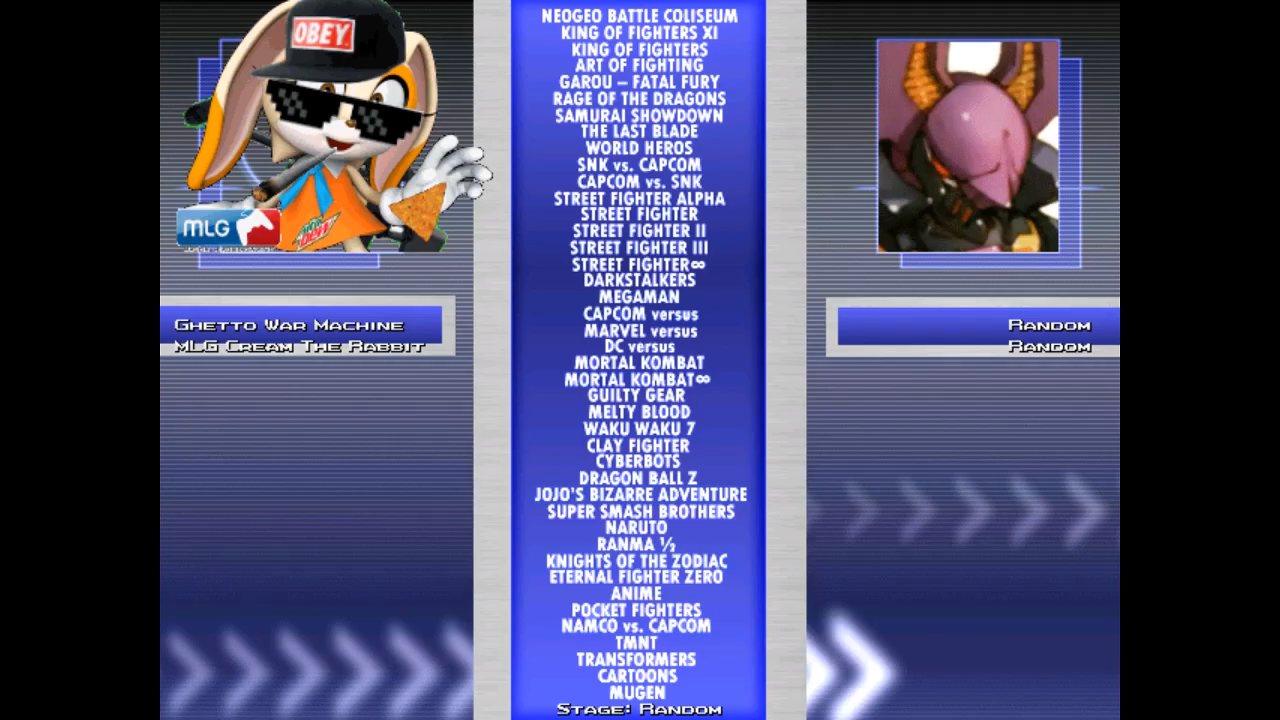 OBEY.
MLG
Mtn Dew
Ghetto War Machine
MLG Cream The Rabbit
NEOGEO BATTLE COLISEUM
KING OF FIGHTERS XI
KING OF FIGHTERS
ART OF FIGHTING
GAROU – FATAL FURY
RAGE OF THE DRAGONS
SAMURAI SHOWDOWN
THE LAST BLADE
WORLD HEROS
SNK vs. CAPCOM
CAPCOM vs. SNK
STREET FIGHTER ALPHA
STREET FIGHTER
STREET FIGHTER II
STREET FIGHTER III
STREET FIGHTER∞
DARKSTALKERS
MEGAMAN
CAPCOM versus
MARVEL versus
DC versus
MORTAL KOMBAT
MORTAL KOMBAT∞
GUILTY GEAR
MELTY BLOOD
WAKU WAKU 7
CLAY FIGHTER
CYBERBOTS
DRAGON BALL Z
JOJO'S BIZARRE ADVENTURE
SUPER SMASH BROTHERS
NARUTO
RANMA ½
KNIGHTS OF THE ZODIAC
ETERNAL FIGHTER ZERO
ANIME
POCKET FIGHTERS
NAMCO vs. CAPCOM
TMNT
TRANSFORMERS
CARTOONS
MUGEN
Stage: Random
Random
Random